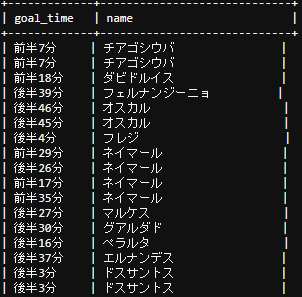 goal_time | name
前半7分 | チアゴシウバ |
前半7分 | チアゴシウバ |
前半18分 | ダビドルイス |
後半39分 | フェルナンジーニョ |
後半46分 | オスカル |
後半45分 | オスカル |
後半4分 | フレジ |
前半29分 | ネイマール |
後半26分 | ネイマール |
前半17分 | ネイマール |
前半35分 | ネイマール |
後半27分 | マルケス |
後半30分 | グアルダド |
後半16分 | ペラルタ |
後半37分 | エルナンデス |
後半3分 | ドスサントス |
後半3分 | ドスサントス |